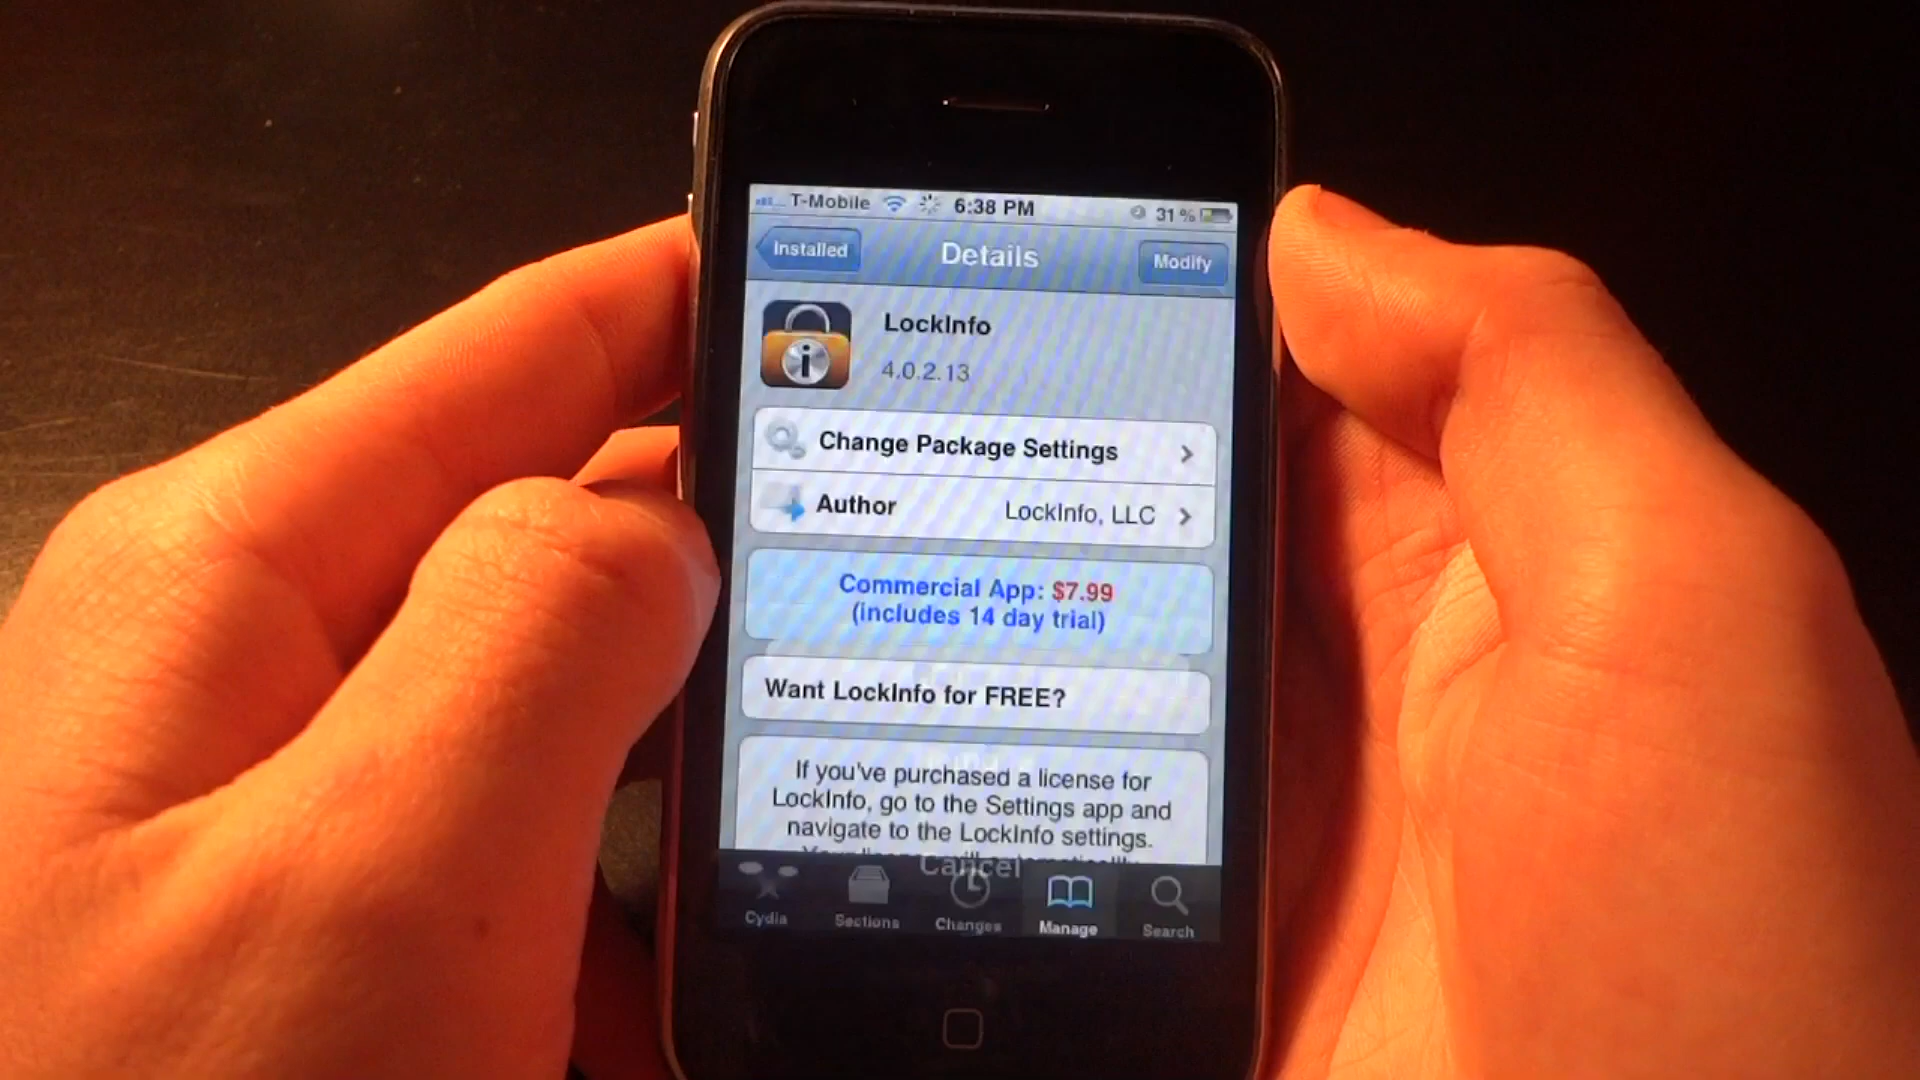 T-Mobile 6:38 PM 31%
Installed Details Modify
LockInfo
4.0.2.13
Change Package Settings
Author LockInfo, LLC
Commercial App: $7.99
(includes 14 day trial)
Want LockInfo for FREE?
If you've purchased a license for
LockInfo, go to the Settings app and
navigate to the LockInfo settings.
Cancel
Cydia Sections Changes Manage Search